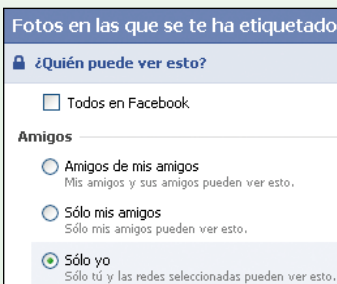 Fotos en las que se te ha etiquetado
¿Quién puede ver esto?
Todos en Facebook
Amigos
Amigos de mis amigos
Mis amigos y sus amigos pueden ver esto.
Sólo mis amigos
Sólo mis amigos pueden ver esto.
Sólo yo
Sólo tú y las redes seleccionadas pueden ver esto.